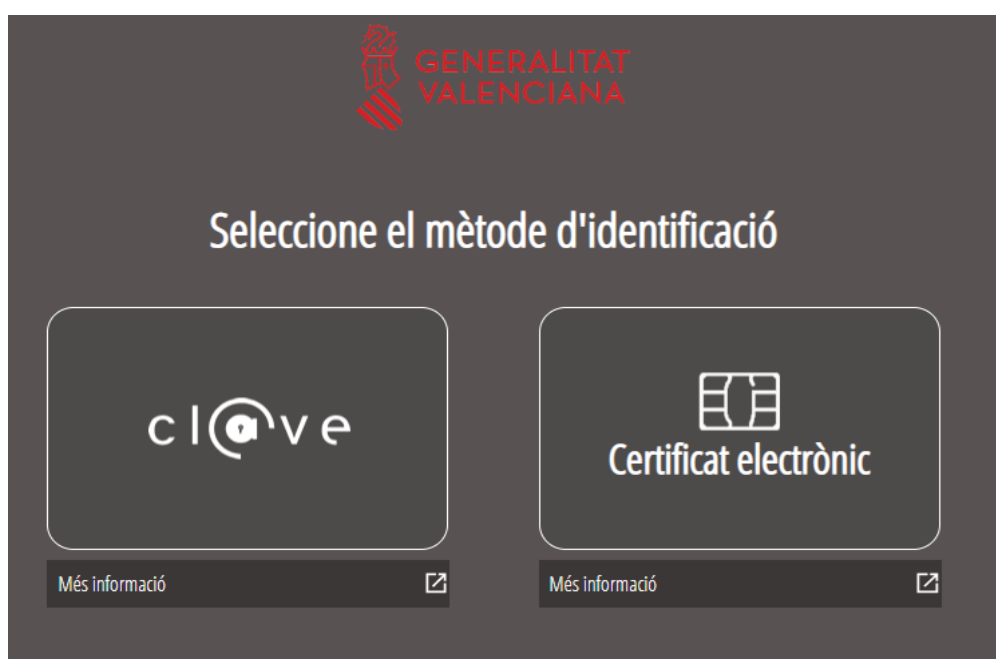 GENERALITAT
VALENCIANA
Seleccione el mètode d'identificació
cl@ve
Certificat electrònic
Més informació
Més informació